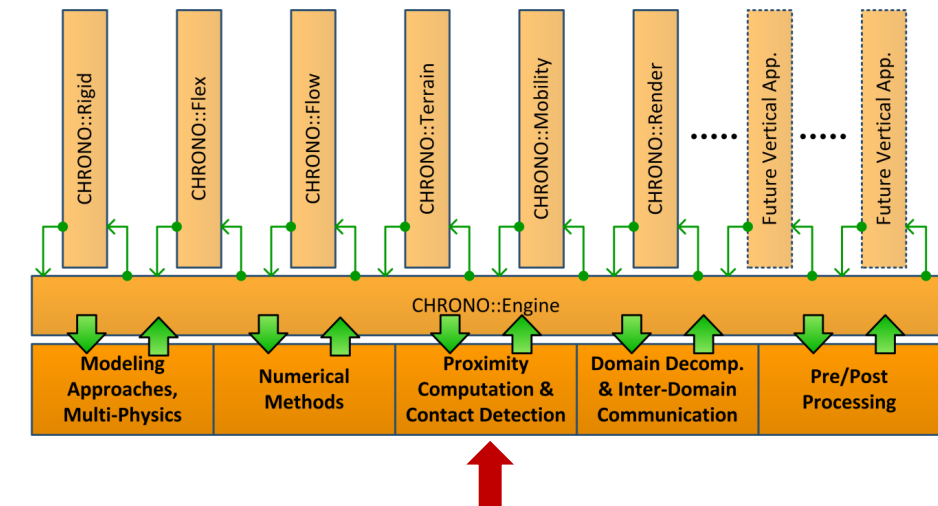 CHRONO::Rigid
CHRONO::Flex
CHRONO::Flow
CHRONO::Terrain
CHRONO::Mobility
CHRONO::Render
Future Vertical App.
Future Vertical App.
CHRONO::Engine
Modeling
Approaches,
Multi-Physics
Numerical
Methods
Proximity
Computation &
Contact Detection
Domain Decomp.
& Inter-Domain
Communication
Pre/Post
Processing